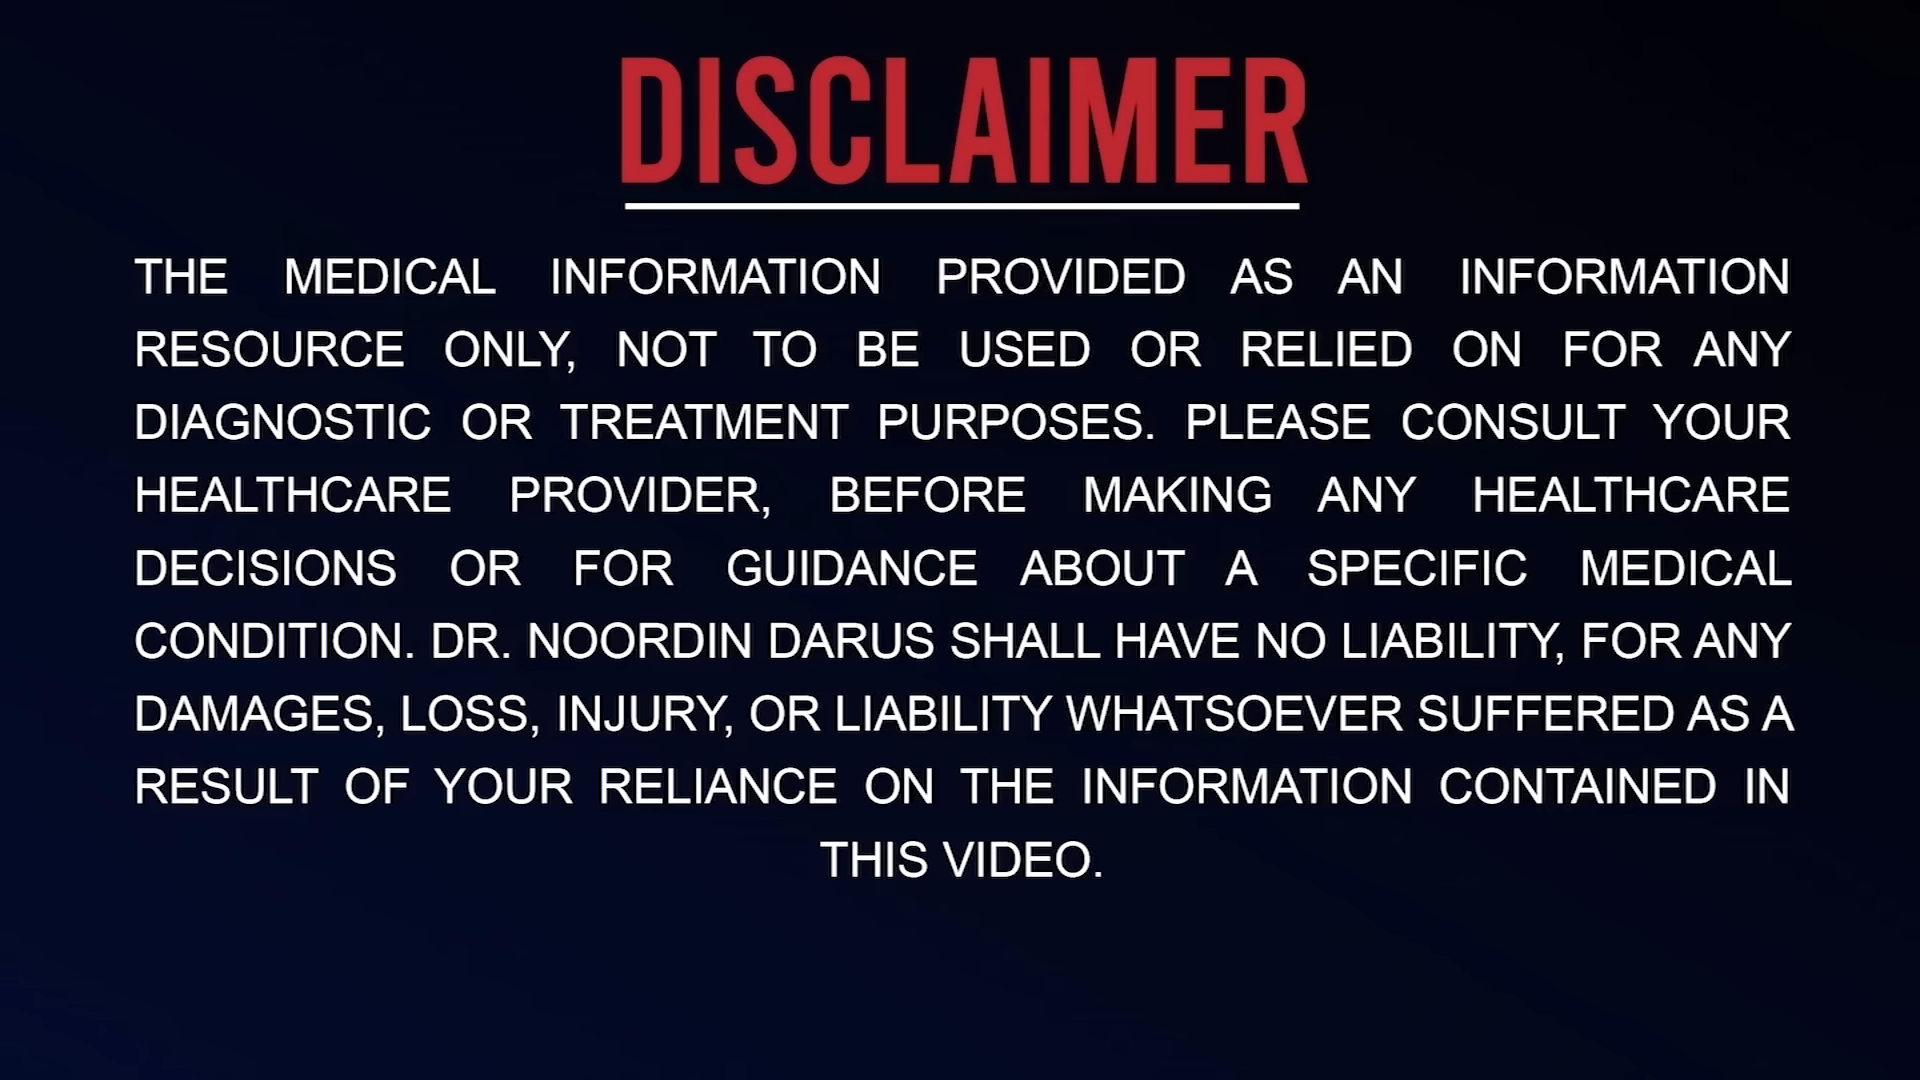 DISCLAIMER
THE MEDICAL INFORMATION PROVIDED AS AN INFORMATION
RESOURCE ONLY, NOT TO BE USED OR RELIED ON FOR ANY
DIAGNOSTIC OR TREATMENT PURPOSES. PLEASE CONSULT YOUR
HEALTHCARE PROVIDER, BEFORE MAKING ANY HEALTHCARE
DECISIONS OR FOR GUIDANCE ABOUT A SPECIFIC MEDICAL
CONDITION. DR. NOORDIN DARUS SHALL HAVE NO LIABILITY, FOR ANY
DAMAGES, LOSS, INJURY, OR LIABILITY WHATSOEVER SUFFERED AS A
RESULT OF YOUR RELIANCE ON THE INFORMATION CONTAINED IN
THIS VIDEO.